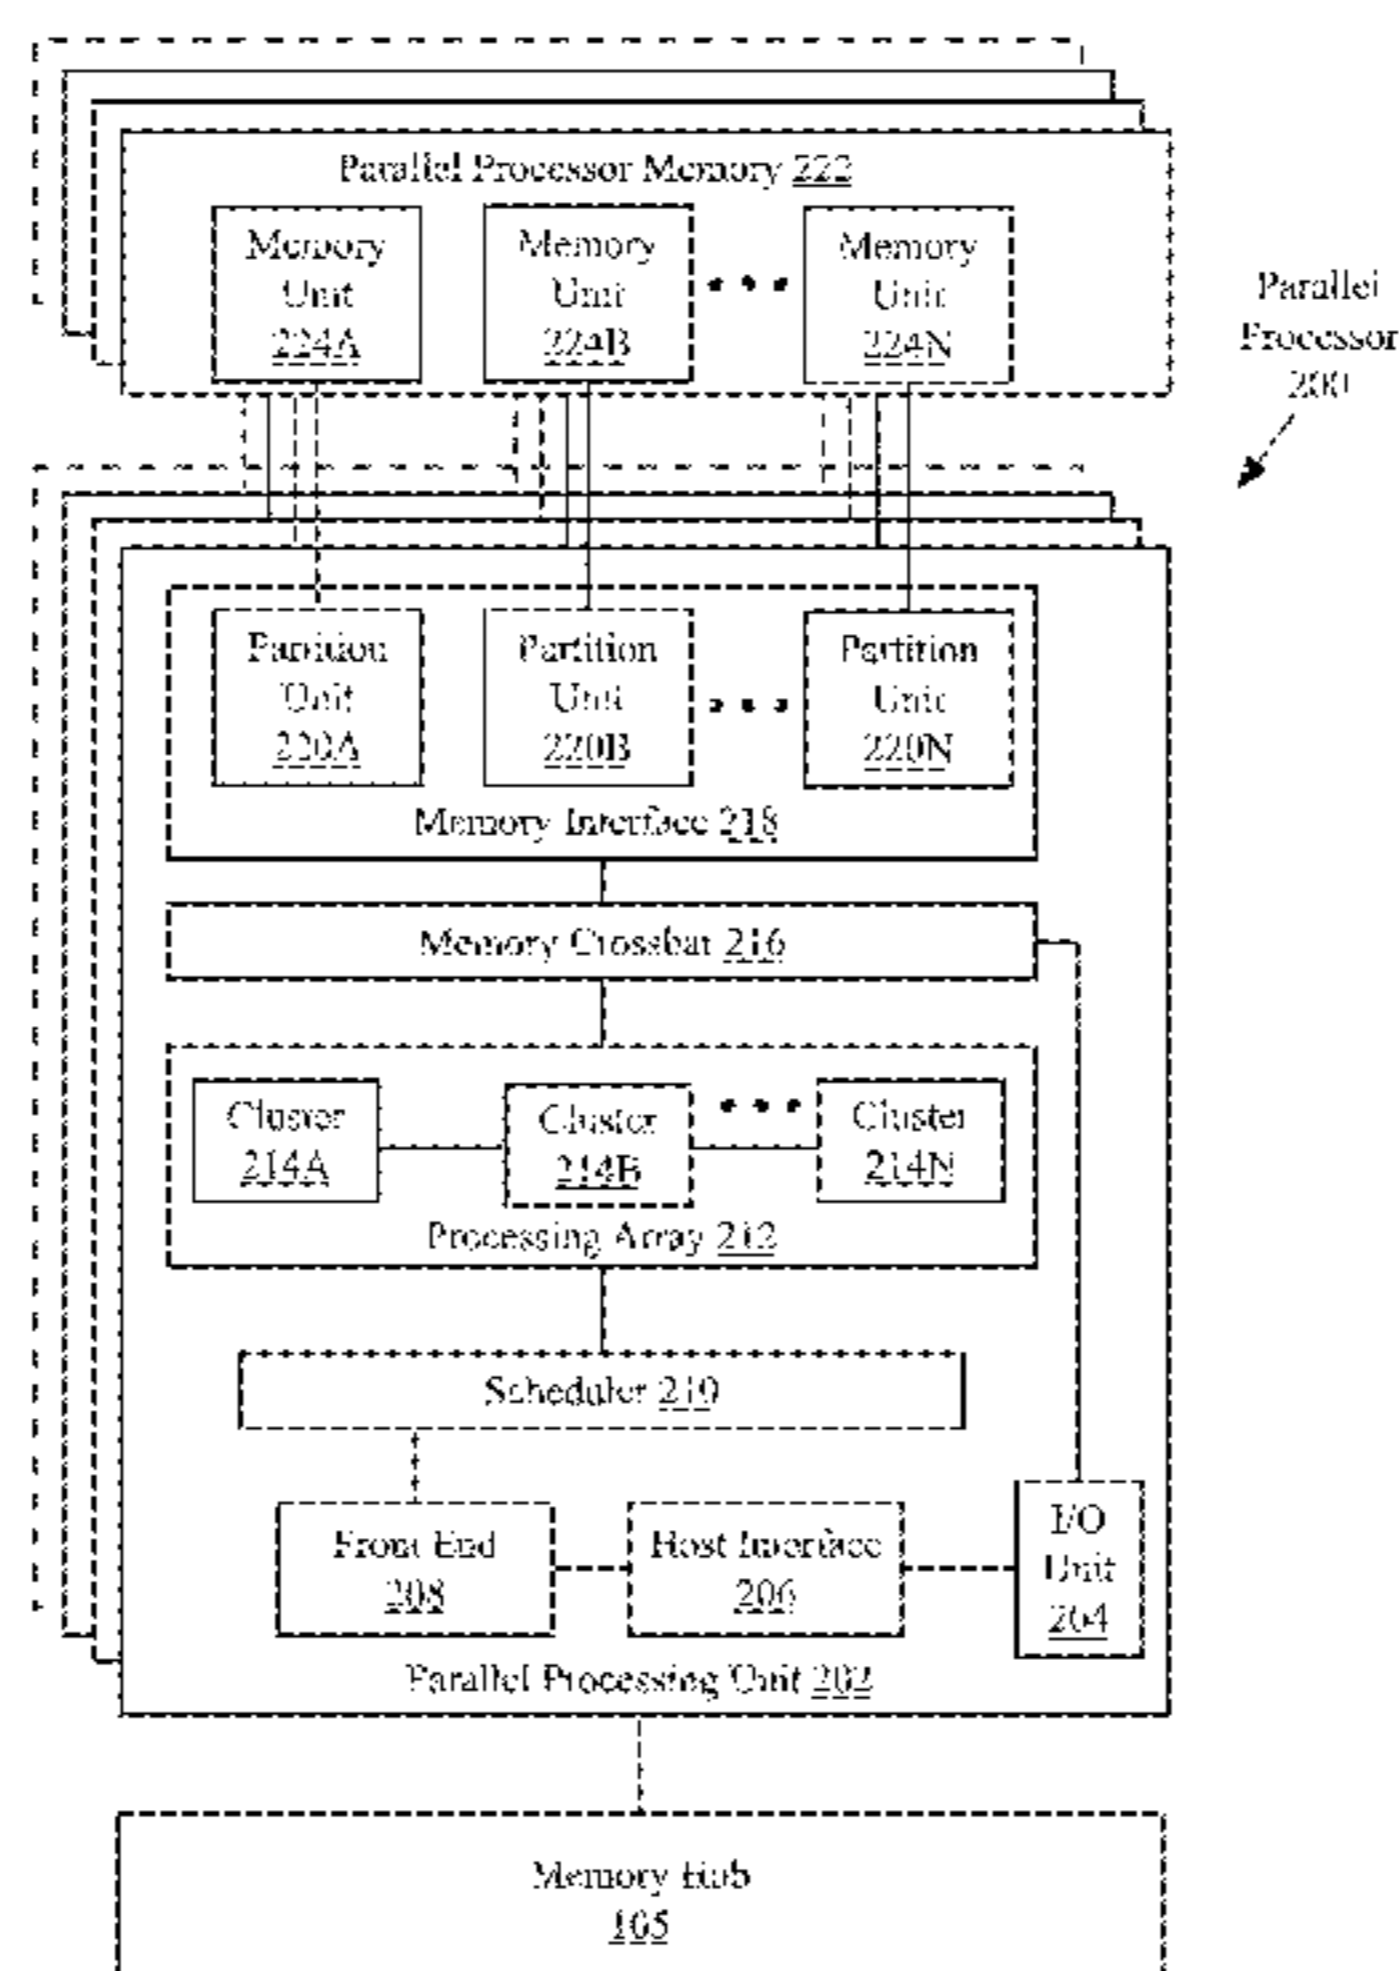 Parallel Processor Memory 222
Memory
Unit
224A
Memory
Unit
224B
Memory
Unit
224N
Parallel
Processor
200
Partition
Unit
220A
Partition
Unit
220B
Partition
Unit
220N
Memory Interface 218
Memory Crossbar 216
Cluster
214A
Cluster
214B
Cluster
214N
Processing Array 212
Scheduler 210
Front End
208
Host Interface
206
I/O
Unit
204
Parallel Processing Unit 202
Memory Hub
105